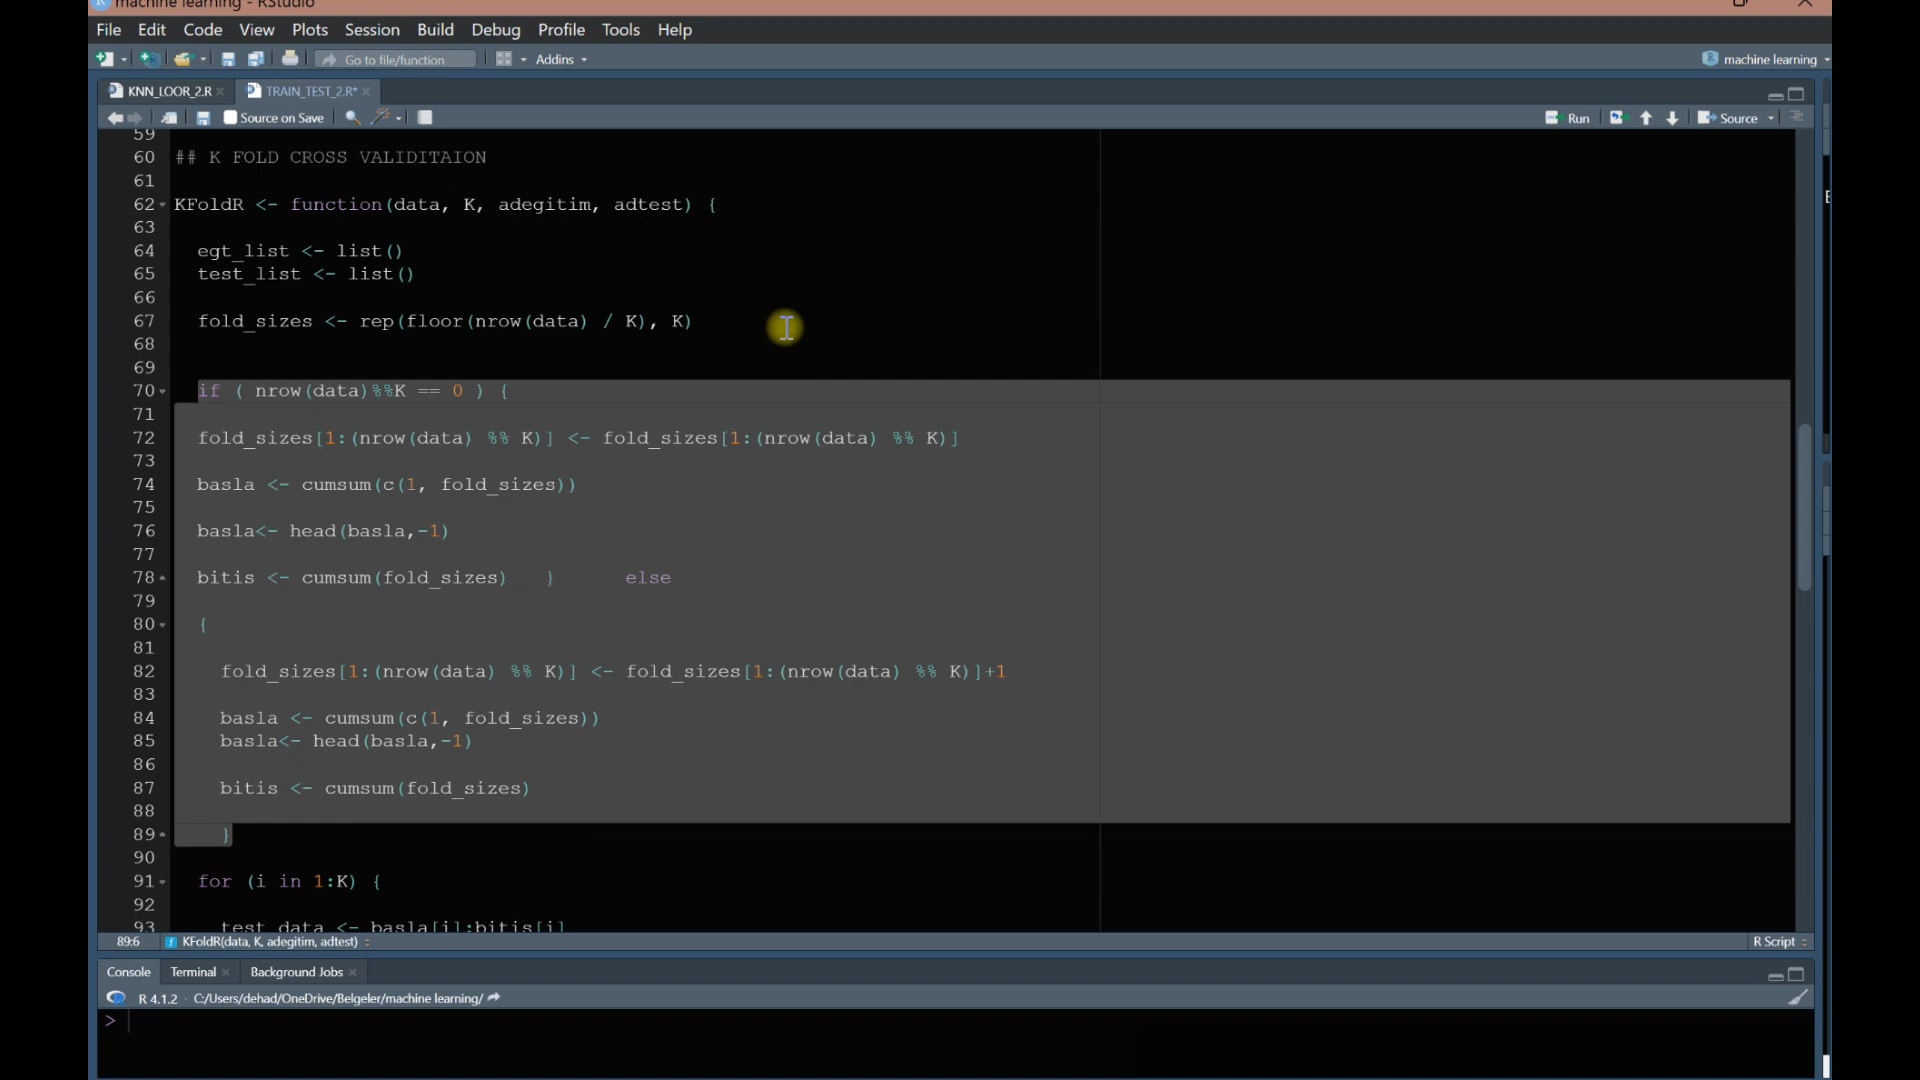 machine learning - RStudio
File Edit Code View Plots Session Build Debug Profile Tools Help
Go to file/function Addins machine learning
KNN_LOOR_2.R TRAIN_TEST_2.R*
Source on Save Run Source
59
60 ## K FOLD CROSS VALIDITAION
61
62 KFoldR <- function(data, K, adegitim, adtest) {
63
64 egt_list <- list()
65 test_list <- list()
66
67 fold_sizes <- rep(floor(nrow(data) / K), K)
68
69
70 if ( nrow(data)%%K == 0 ) {
71
72 fold_sizes[1:(nrow(data) %% K)] <- fold_sizes[1:(nrow(data) %% K)]
73
74 basla <- cumsum(c(1, fold_sizes))
75
76 basla<- head(basla,-1)
77
78 bitis <- cumsum(fold_sizes) } else
79
80 {
81
82 fold_sizes[1:(nrow(data) %% K)] <- fold_sizes[1:(nrow(data) %% K)]+1
83
84 basla <- cumsum(c(1, fold_sizes))
85 basla<- head(basla,-1)
86
87 bitis <- cumsum(fold_sizes)
88
89 }
90
91 for (i in 1:K) {
92
93 test_data <- basla[i]:bitis[i]
89:6 KFoldR(data, K, adegitim, adtest) R Script
Console Terminal Background Jobs
R 4.1.2 · C:/Users/dehad/OneDrive/Belgeler/machine learning/
>